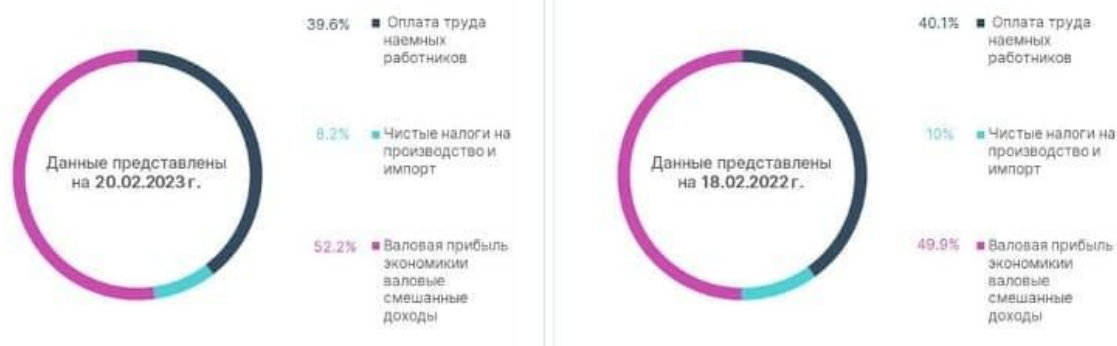 39.6% Оплата труда
наемных
работников
8.2% Чистые налоги на
производство и
импорт
Данные представлены
на 20.02.2023 г.
52.2% Валовая прибыль
экономикии
валовые
смешанные
доходы
40.1% Оплата труда
наемных
работников
10% Чистые налоги на
производство и
импорт
Данные представлены
на 18.02.2022 г.
49.9% Валовая прибыль
экономикии
валовые
смешанные
доходы